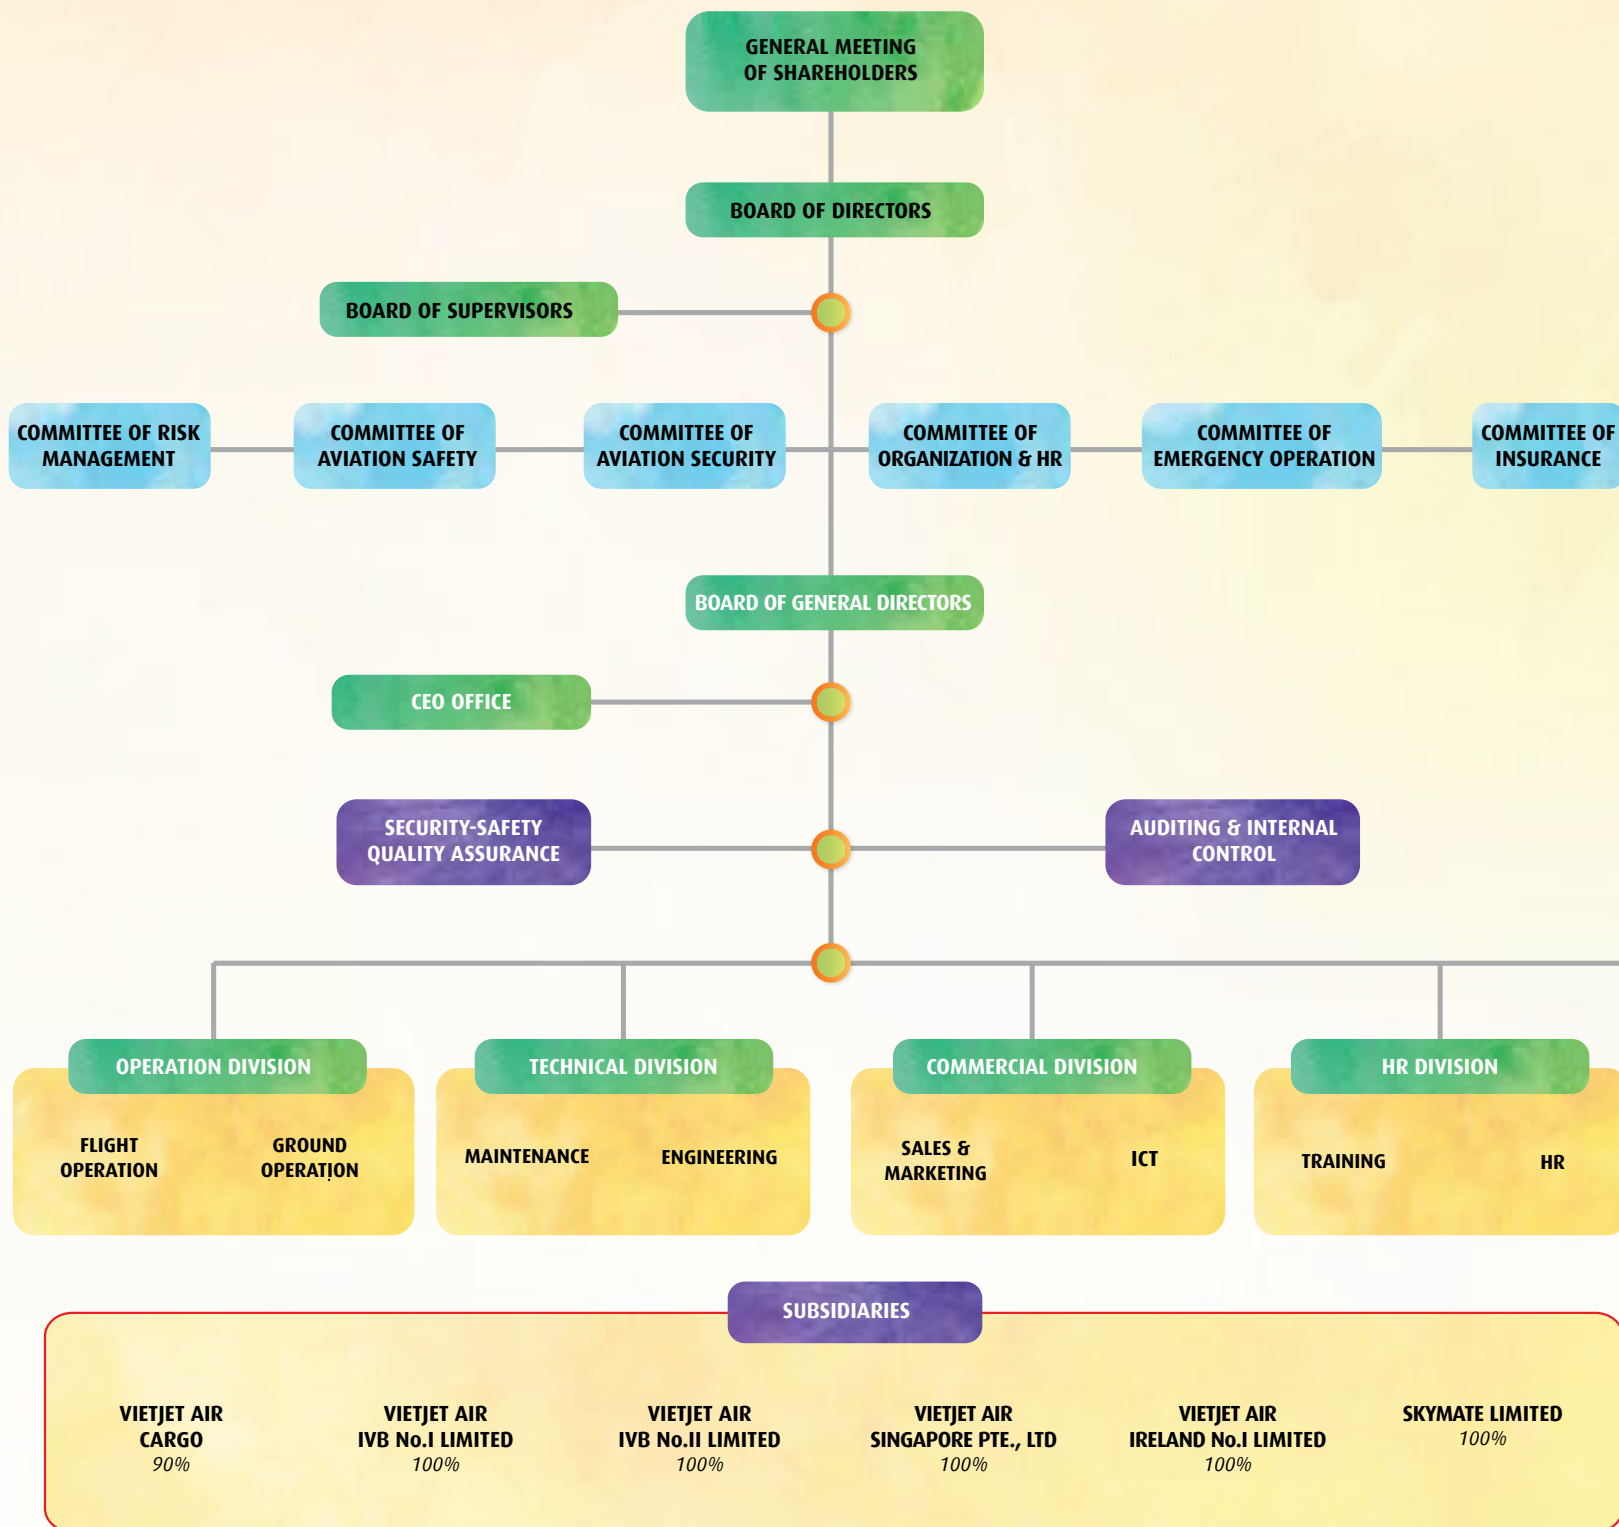 GENERAL MEETING
OF SHAREHOLDERS
BOARD OF DIRECTORS
BOARD OF SUPERVISORS
COMMITTEE OF RISK
MANAGEMENT
COMMITTEE OF
AVIATION SAFETY
COMMITTEE OF
AVIATION SECURITY
COMMITTEE OF
ORGANIZATION & HR
COMMITTEE OF
EMERGENCY OPERATION
COMMITTEE OF
INSURANCE
BOARD OF GENERAL DIRECTORS
CEO OFFICE
SECURITY-SAFETY
QUALITY ASSURANCE
AUDITING & INTERNAL
CONTROL
OPERATION DIVISION
FLIGHT
OPERATION
GROUND
OPERATION
TECHNICAL DIVISION
MAINTENANCE
ENGINEERING
COMMERCIAL DIVISION
SALES &
MARKETING
ICT
HR DIVISION
TRAINING
HR
SUBSIDIARIES
VIETJET AIR
CARGO
90%
VIETJET AIR
IVB No.I LIMITED
100%
VIETJET AIR
IVB No.II LIMITED
100%
VIETJET AIR
SINGAPORE PTE., LTD
100%
VIETJET AIR
IRELAND No.I LIMITED
100%
SKYMATE LIMITED
100%